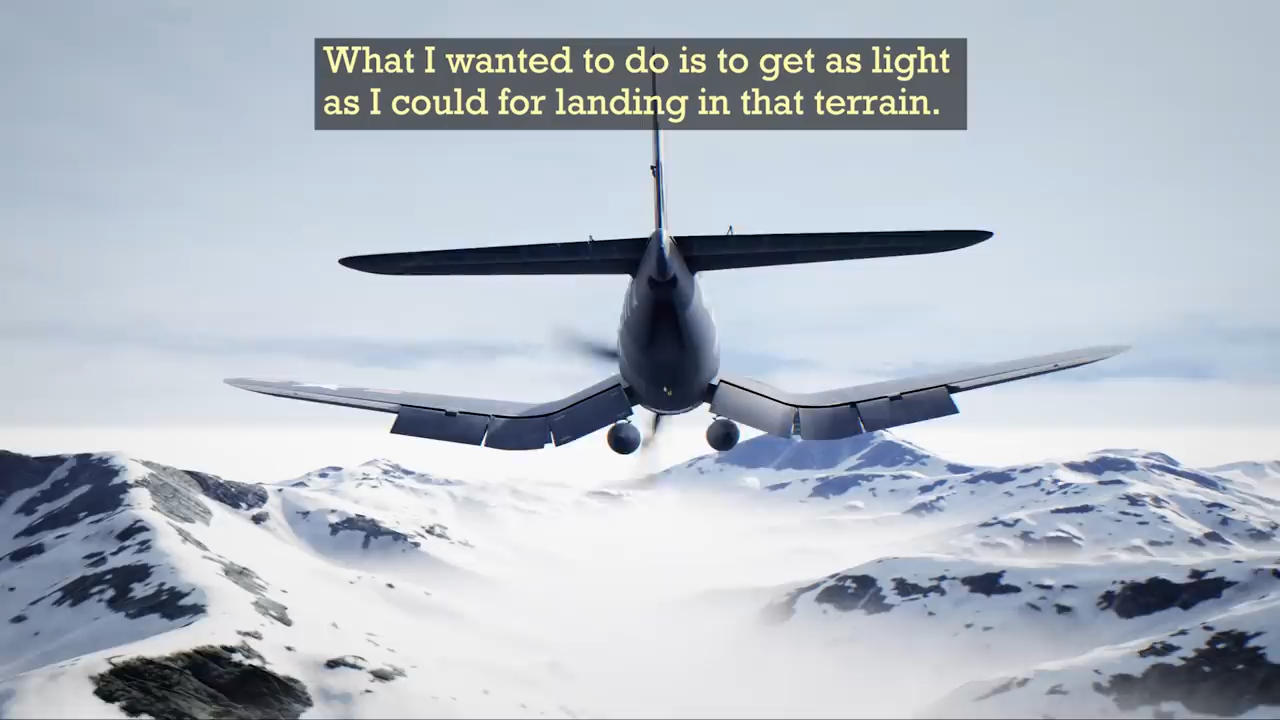 What I wanted to do is to get as light
as I could for landing in that terrain.